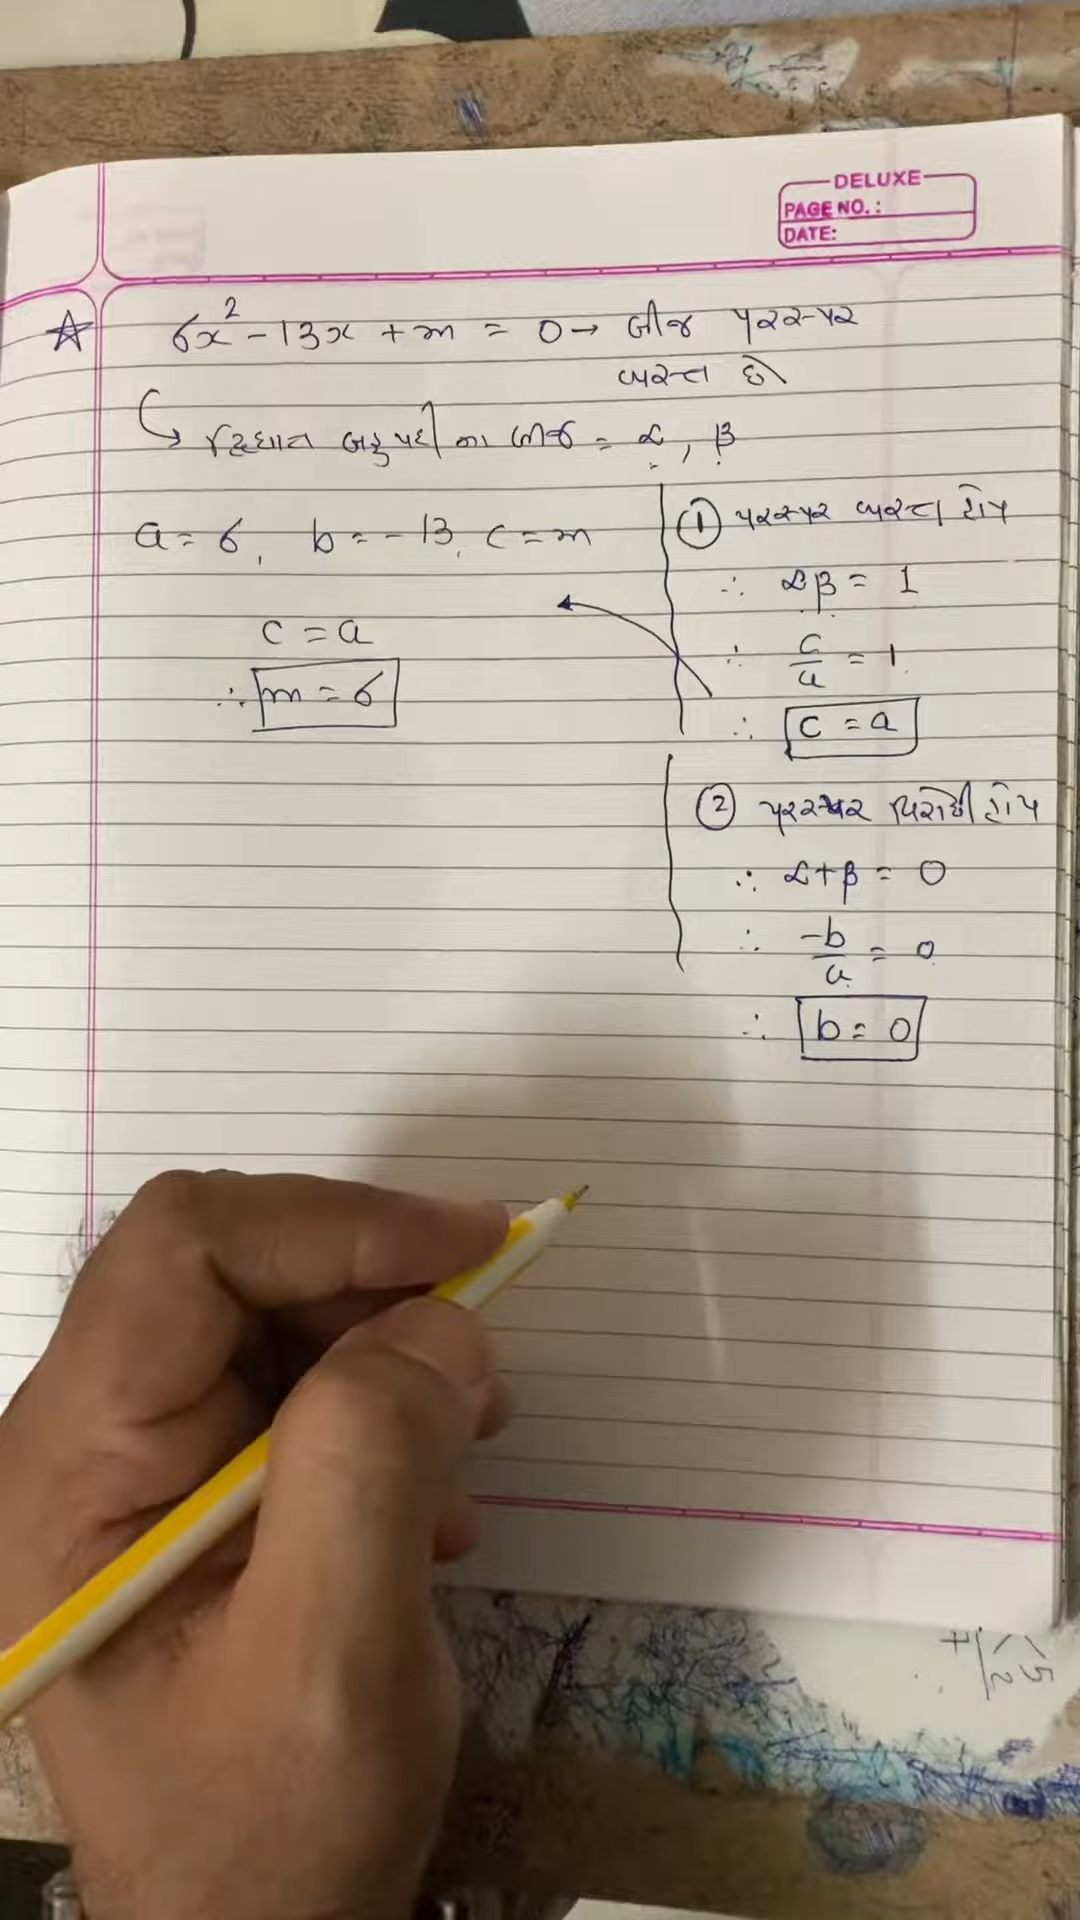 DELUXE
PAGE NO. :
DATE:
☆ 6x² - 13x + m = 0 → બીજ પરસ્પર
વ્યસ્ત છે
↳ દ્વિઘાત બહુપદી ના બીજ = α, β
a = 6, b = -13, c = m
c = a
∴ m = 6
① પરસ્પર વ્યસ્ત હોય
∴ αβ = 1
∴ c/a = 1
∴ c = a
② પરસ્પર વિરોધી હોય
∴ α+β = 0
∴ -b/a = 0
∴ b = 0